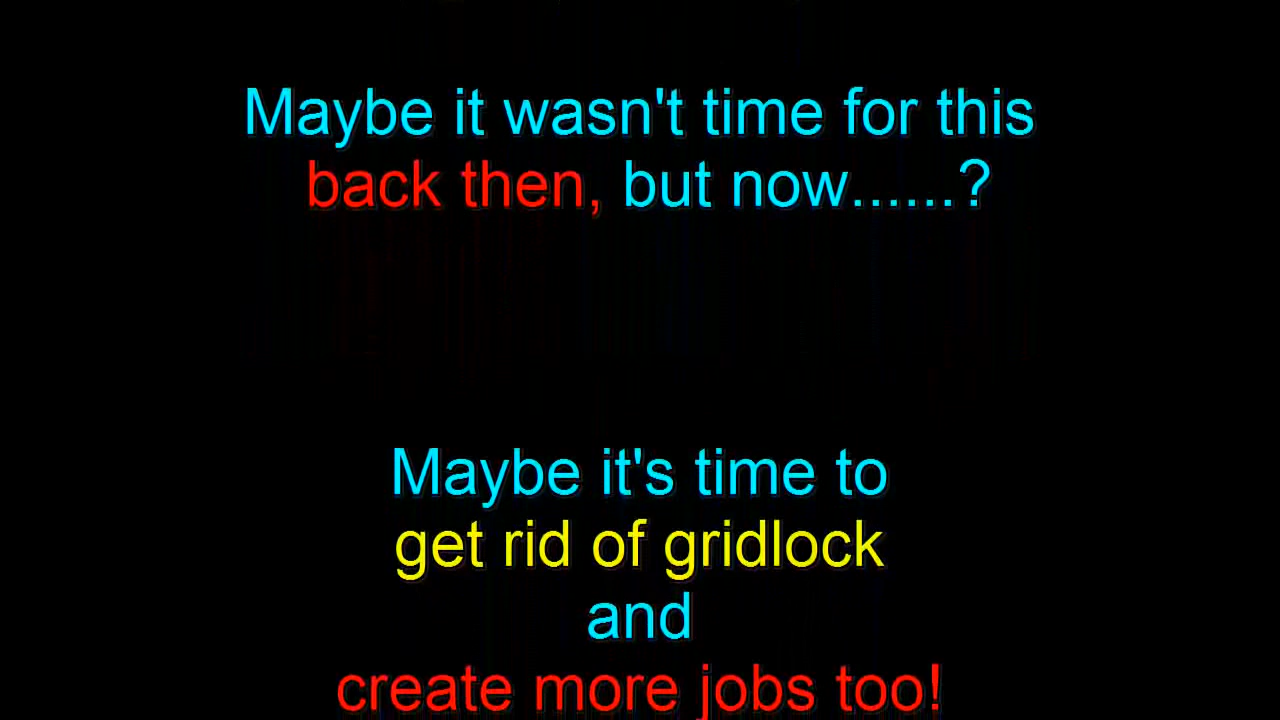 Maybe it wasn't time for this
back then, but now......?
Maybe it's time to
get rid of gridlock
and
create more jobs too!